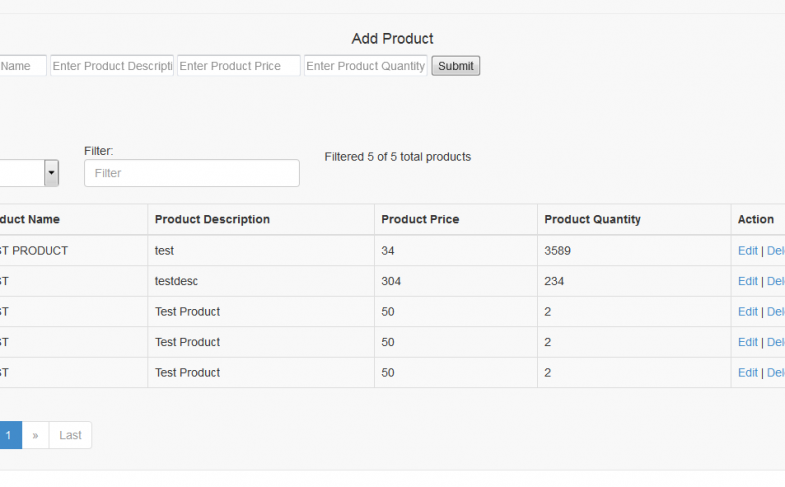 Add Product
Name Enter Product Descripti Enter Product Price Enter Product Quantity Submit
Filter:
Filtered 5 of 5 total products
Filter
duct Name Product Description Product Price Product Quantity Action
ST PRODUCT test 34 3589 Edit | Del
ST testdesc 304 234 Edit | Del
ST Test Product 50 2 Edit | Del
ST Test Product 50 2 Edit | Del
ST Test Product 50 2 Edit | Del
1 » Last